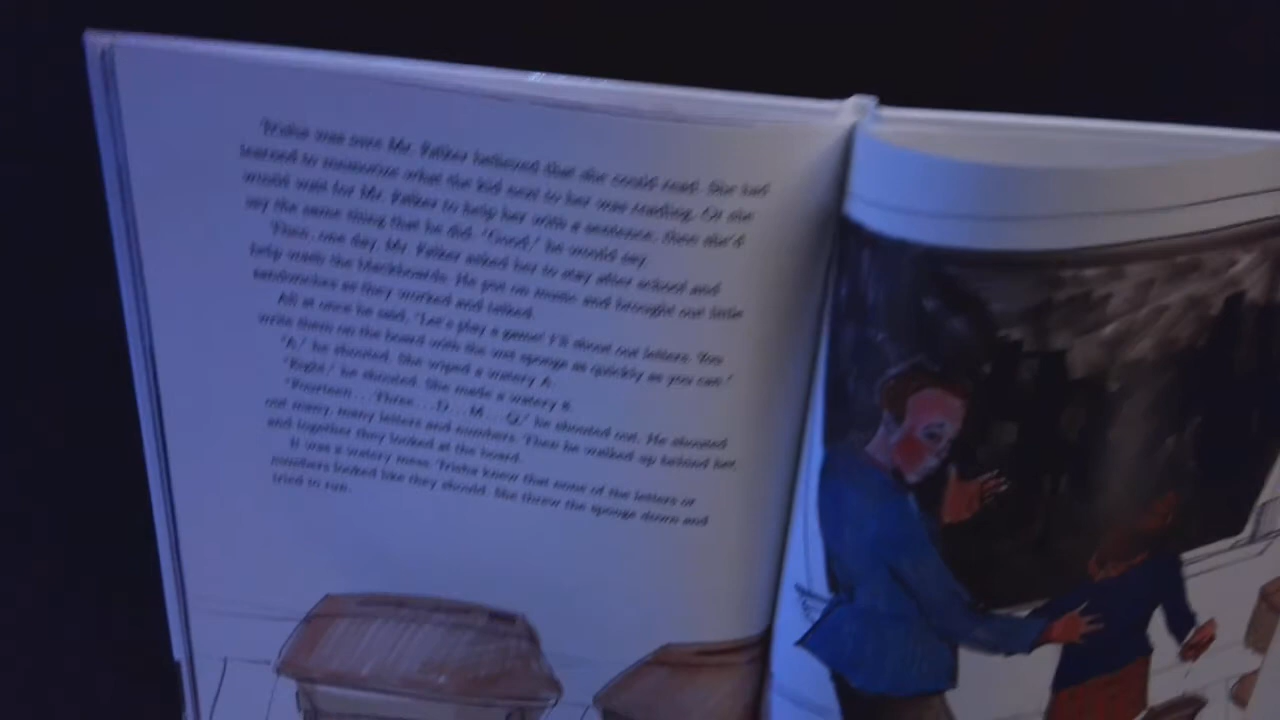 Trisha was sure Mr. Falker believed that she could read. She had
learned to memorize what the kid next to her was reading. Or she
would wait for Mr. Falker to help her with a sentence, then she'd
say the same thing that he did. "Good!" he would say.
Then, one day, Mr. Falker asked her to stay after school and
help wash the blackboards. He put on music and brought out little
sandwiches as they worked and talked.
All at once he said, "Let's play a game! I'll shout out letters. You
write them on the board with the wet sponge as quickly as you can."
"A," he shouted. She wiped a watery A.
"Eight," he shouted. She made a watery 8.
"Fourteen . . . Three . . . D . . . M . . . Q," he shouted out. He shouted
out many, many letters and numbers. Then he walked up behind her,
and together they looked at the board.
It was a watery mess. Trisha knew that none of the letters or
numbers looked like they should. She threw the sponge down and
tried to run.